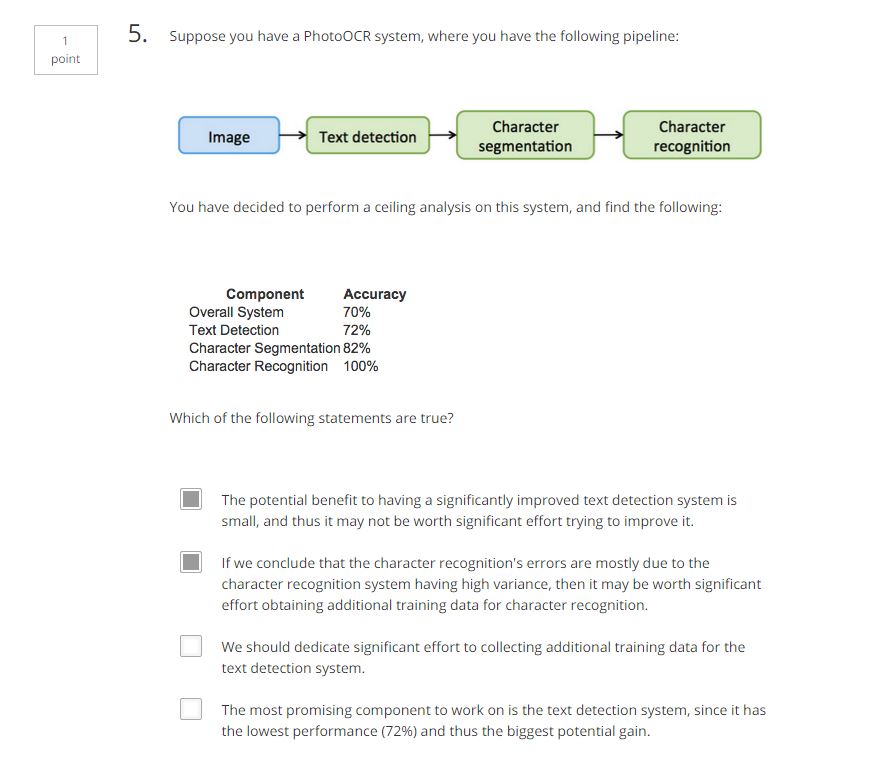 1
point
5. Suppose you have a PhotoOCR system, where you have the following pipeline:
Image
Text detection
Character
segmentation
Character
recognition
You have decided to perform a ceiling analysis on this system, and find the following:
Component Accuracy
Overall System 70%
Text Detection 72%
Character Segmentation 82%
Character Recognition 100%
Which of the following statements are true?
The potential benefit to having a significantly improved text detection system is
small, and thus it may not be worth significant effort trying to improve it.
If we conclude that the character recognition's errors are mostly due to the
character recognition system having high variance, then it may be worth significant
effort obtaining additional training data for character recognition.
We should dedicate significant effort to collecting additional training data for the
text detection system.
The most promising component to work on is the text detection system, since it has
the lowest performance (72%) and thus the biggest potential gain.